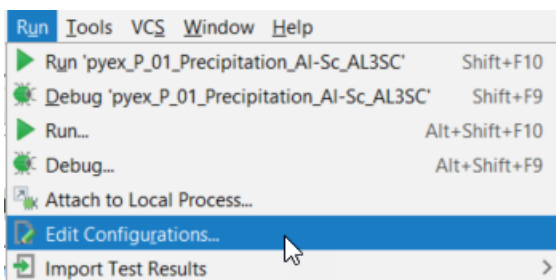 Run Tools VCS Window Help
Run 'pyex_P_01_Precipitation_Al-Sc_AL3SC' Shift+F10
Debug 'pyex_P_01_Precipitation_Al-Sc_AL3SC' Shift+F9
Run... Alt+Shift+F10
Debug... Alt+Shift+F9
Attach to Local Process...
Edit Configurations...
Import Test Results